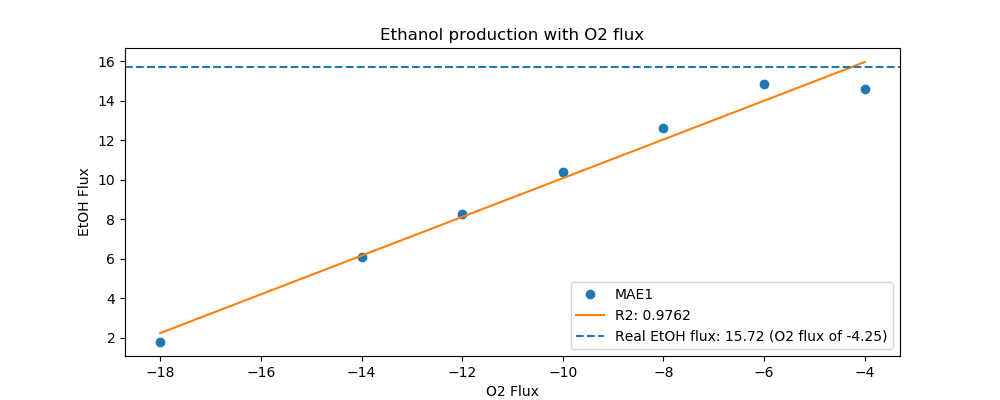 Ethanol production with O2 flux
EtOH Flux
16
14
12
10
8
6
4
2
MAE1
R2: 0.9762
Real EtOH flux: 15.72 (O2 flux of -4.25)
−18
−16
−14
−12
−10
−8
−6
−4
O2 Flux